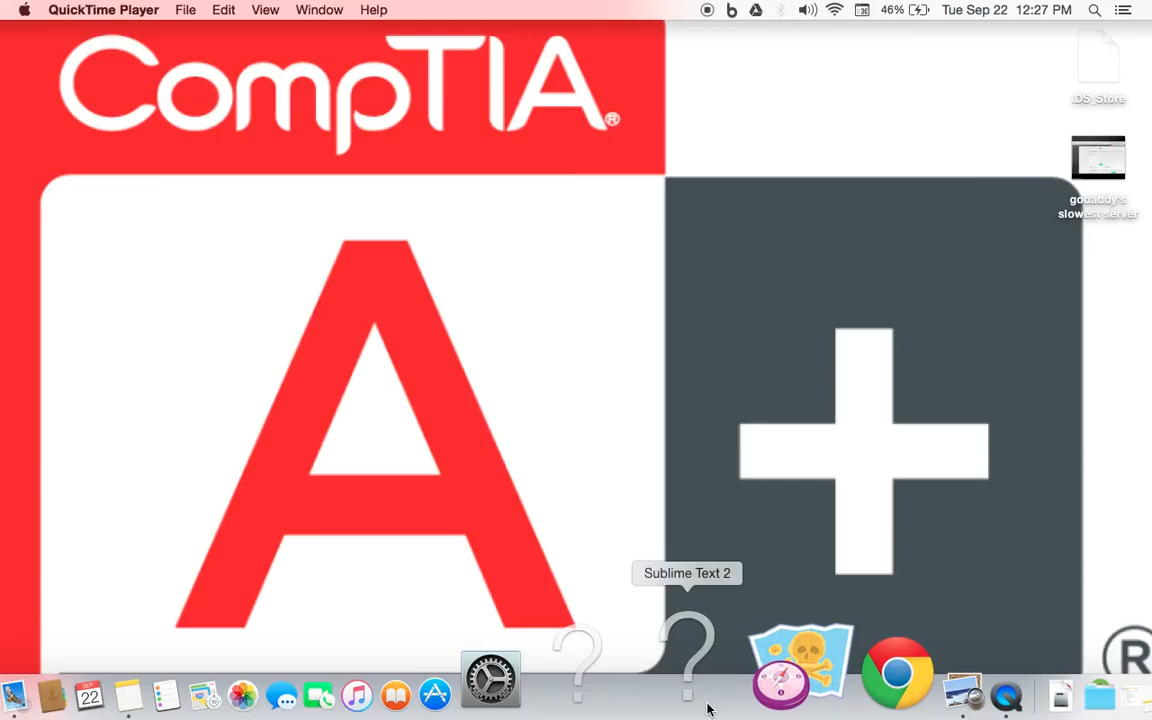 QuickTime Player File Edit View Window Help 46% Tue Sep 22 12:27 PM
CompTIA®
.DS_Store
godaddy's
slowest server
A+
Sublime Text 2
®
SEP
22